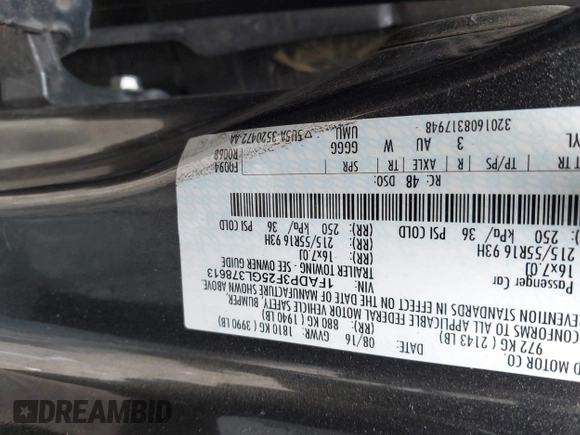 D MOTOR CO.
DATE: 08/16 GVWR: 1810 KG ( 3990 LB)
972 KG ( 2143 LB) (RR): 880 KG ( 1940 LB)
CONFORMS TO ALL APPLICABLE FEDERAL MOTOR VEHICLE SAFETY, BUMPER,
EVENTION STANDARDS IN EFFECT ON THE DATE OF MANUFACTURE SHOWN ABOVE
VIN: 1FADP3F25GL378613
Passenger Car TRAILER TOWING - SEE OWNER GUIDE
16x7.0J 16x7.0J
215/55R16 93H (RR): 215/55R16 93H
250 kPa/ 36 PSI COLD (RR): 250 kPa/ 36 PSI COLD
RC: 48 DSO:
TP/PS R AXLE TR SPR F0094
YL 3 AU W GGGG R0068
UMU ▽5U5A-3520472-AA
3201608317948
DREAMBID